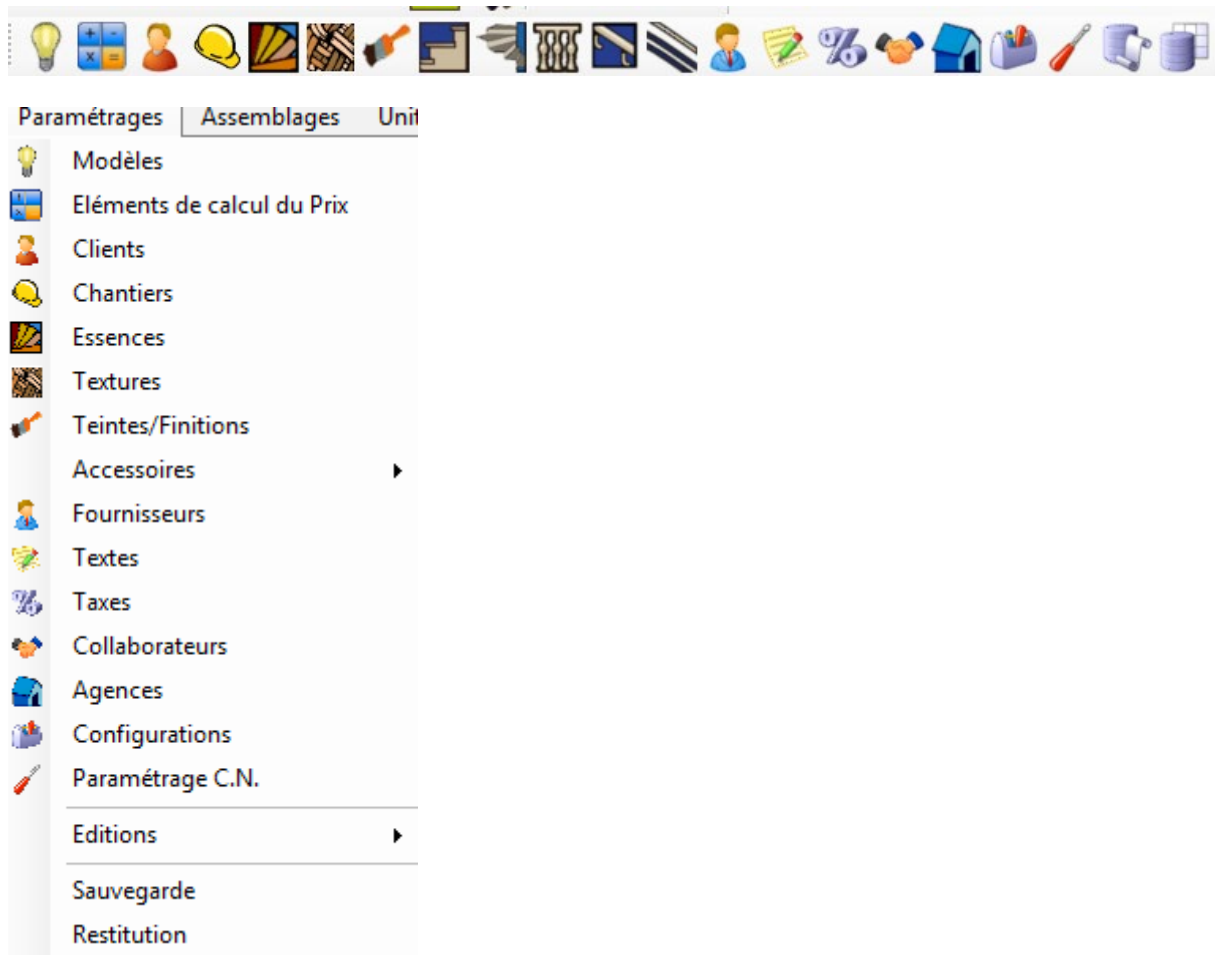 Paramétrages Assemblages Unit
Modèles
Eléments de calcul du Prix
Clients
Chantiers
Essences
Textures
Teintes/Finitions
Accessoires
Fournisseurs
Textes
Taxes
Collaborateurs
Agences
Configurations
Paramétrage C.N.
Editions
Sauvegarde
Restitution